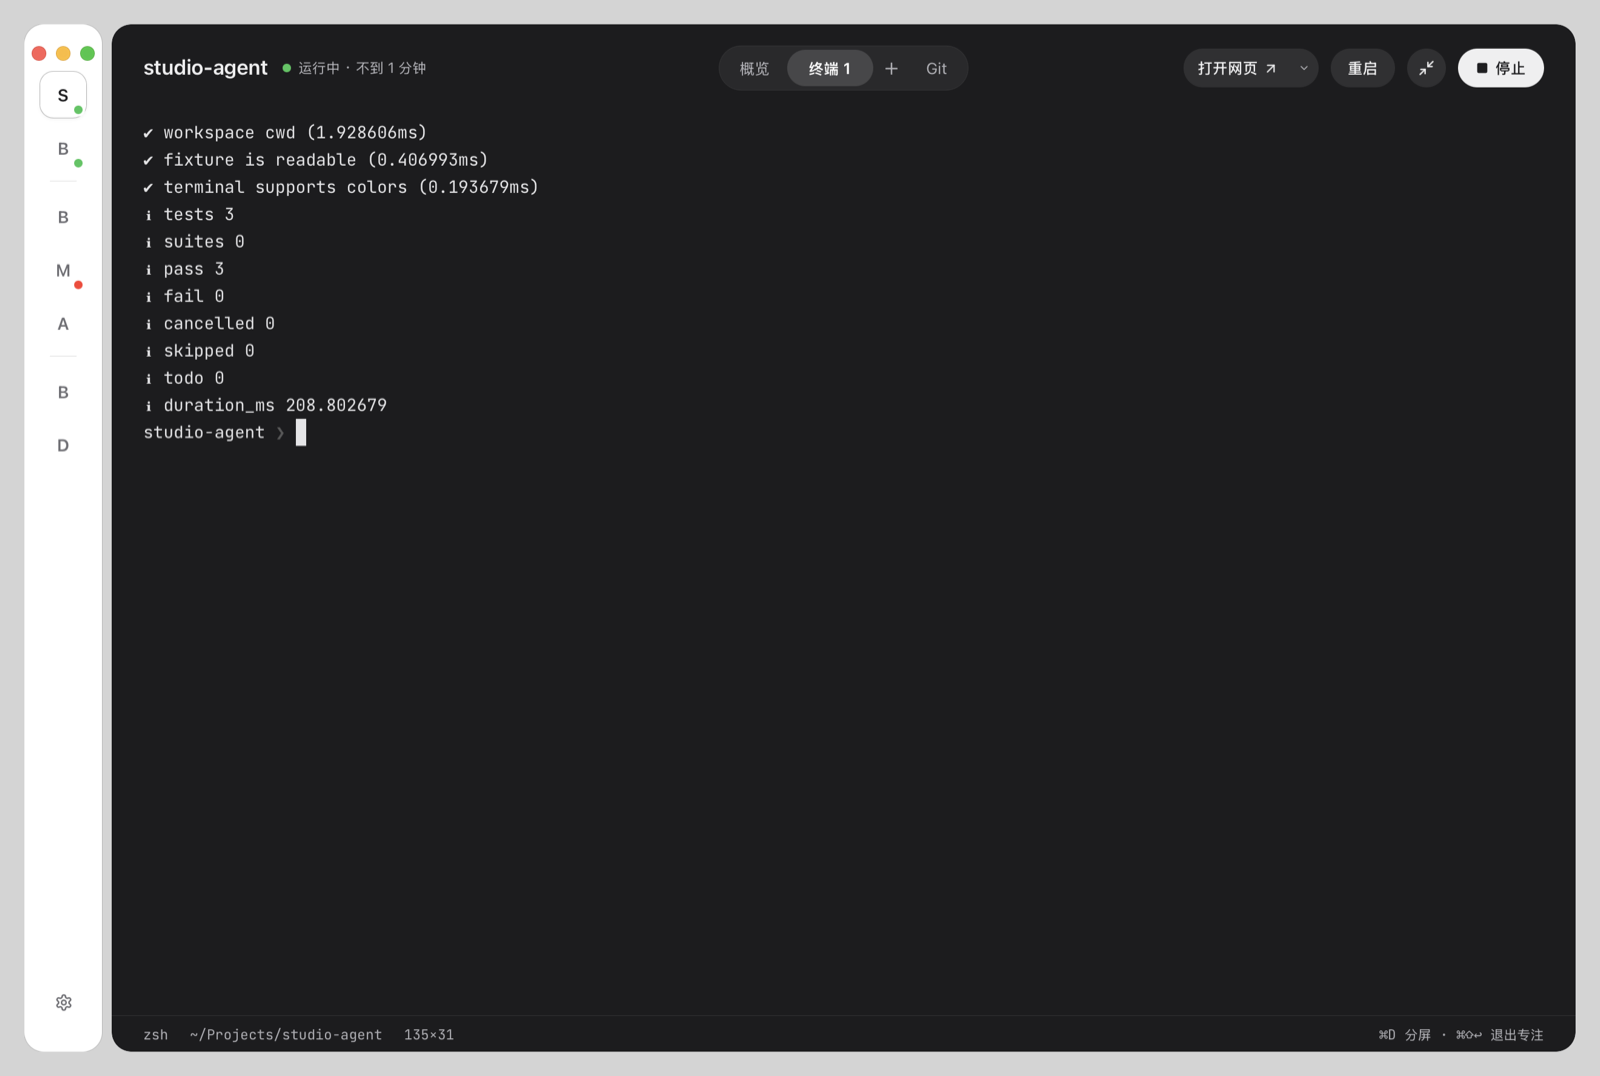 S
B
B
M
A
B
D
studio-agent 运行中 · 不到 1 分钟
概览 终端 1 + Git
打开网页 ↗ 重启 停止
✔ workspace cwd (1.928606ms)
✔ fixture is readable (0.406993ms)
✔ terminal supports colors (0.193679ms)
ℹ tests 3
ℹ suites 0
ℹ pass 3
ℹ fail 0
ℹ cancelled 0
ℹ skipped 0
ℹ todo 0
ℹ duration_ms 208.802679
studio-agent ❯
zsh ~/Projects/studio-agent 135×31
⌘D 分屏 · ⌘⇧↩ 退出专注